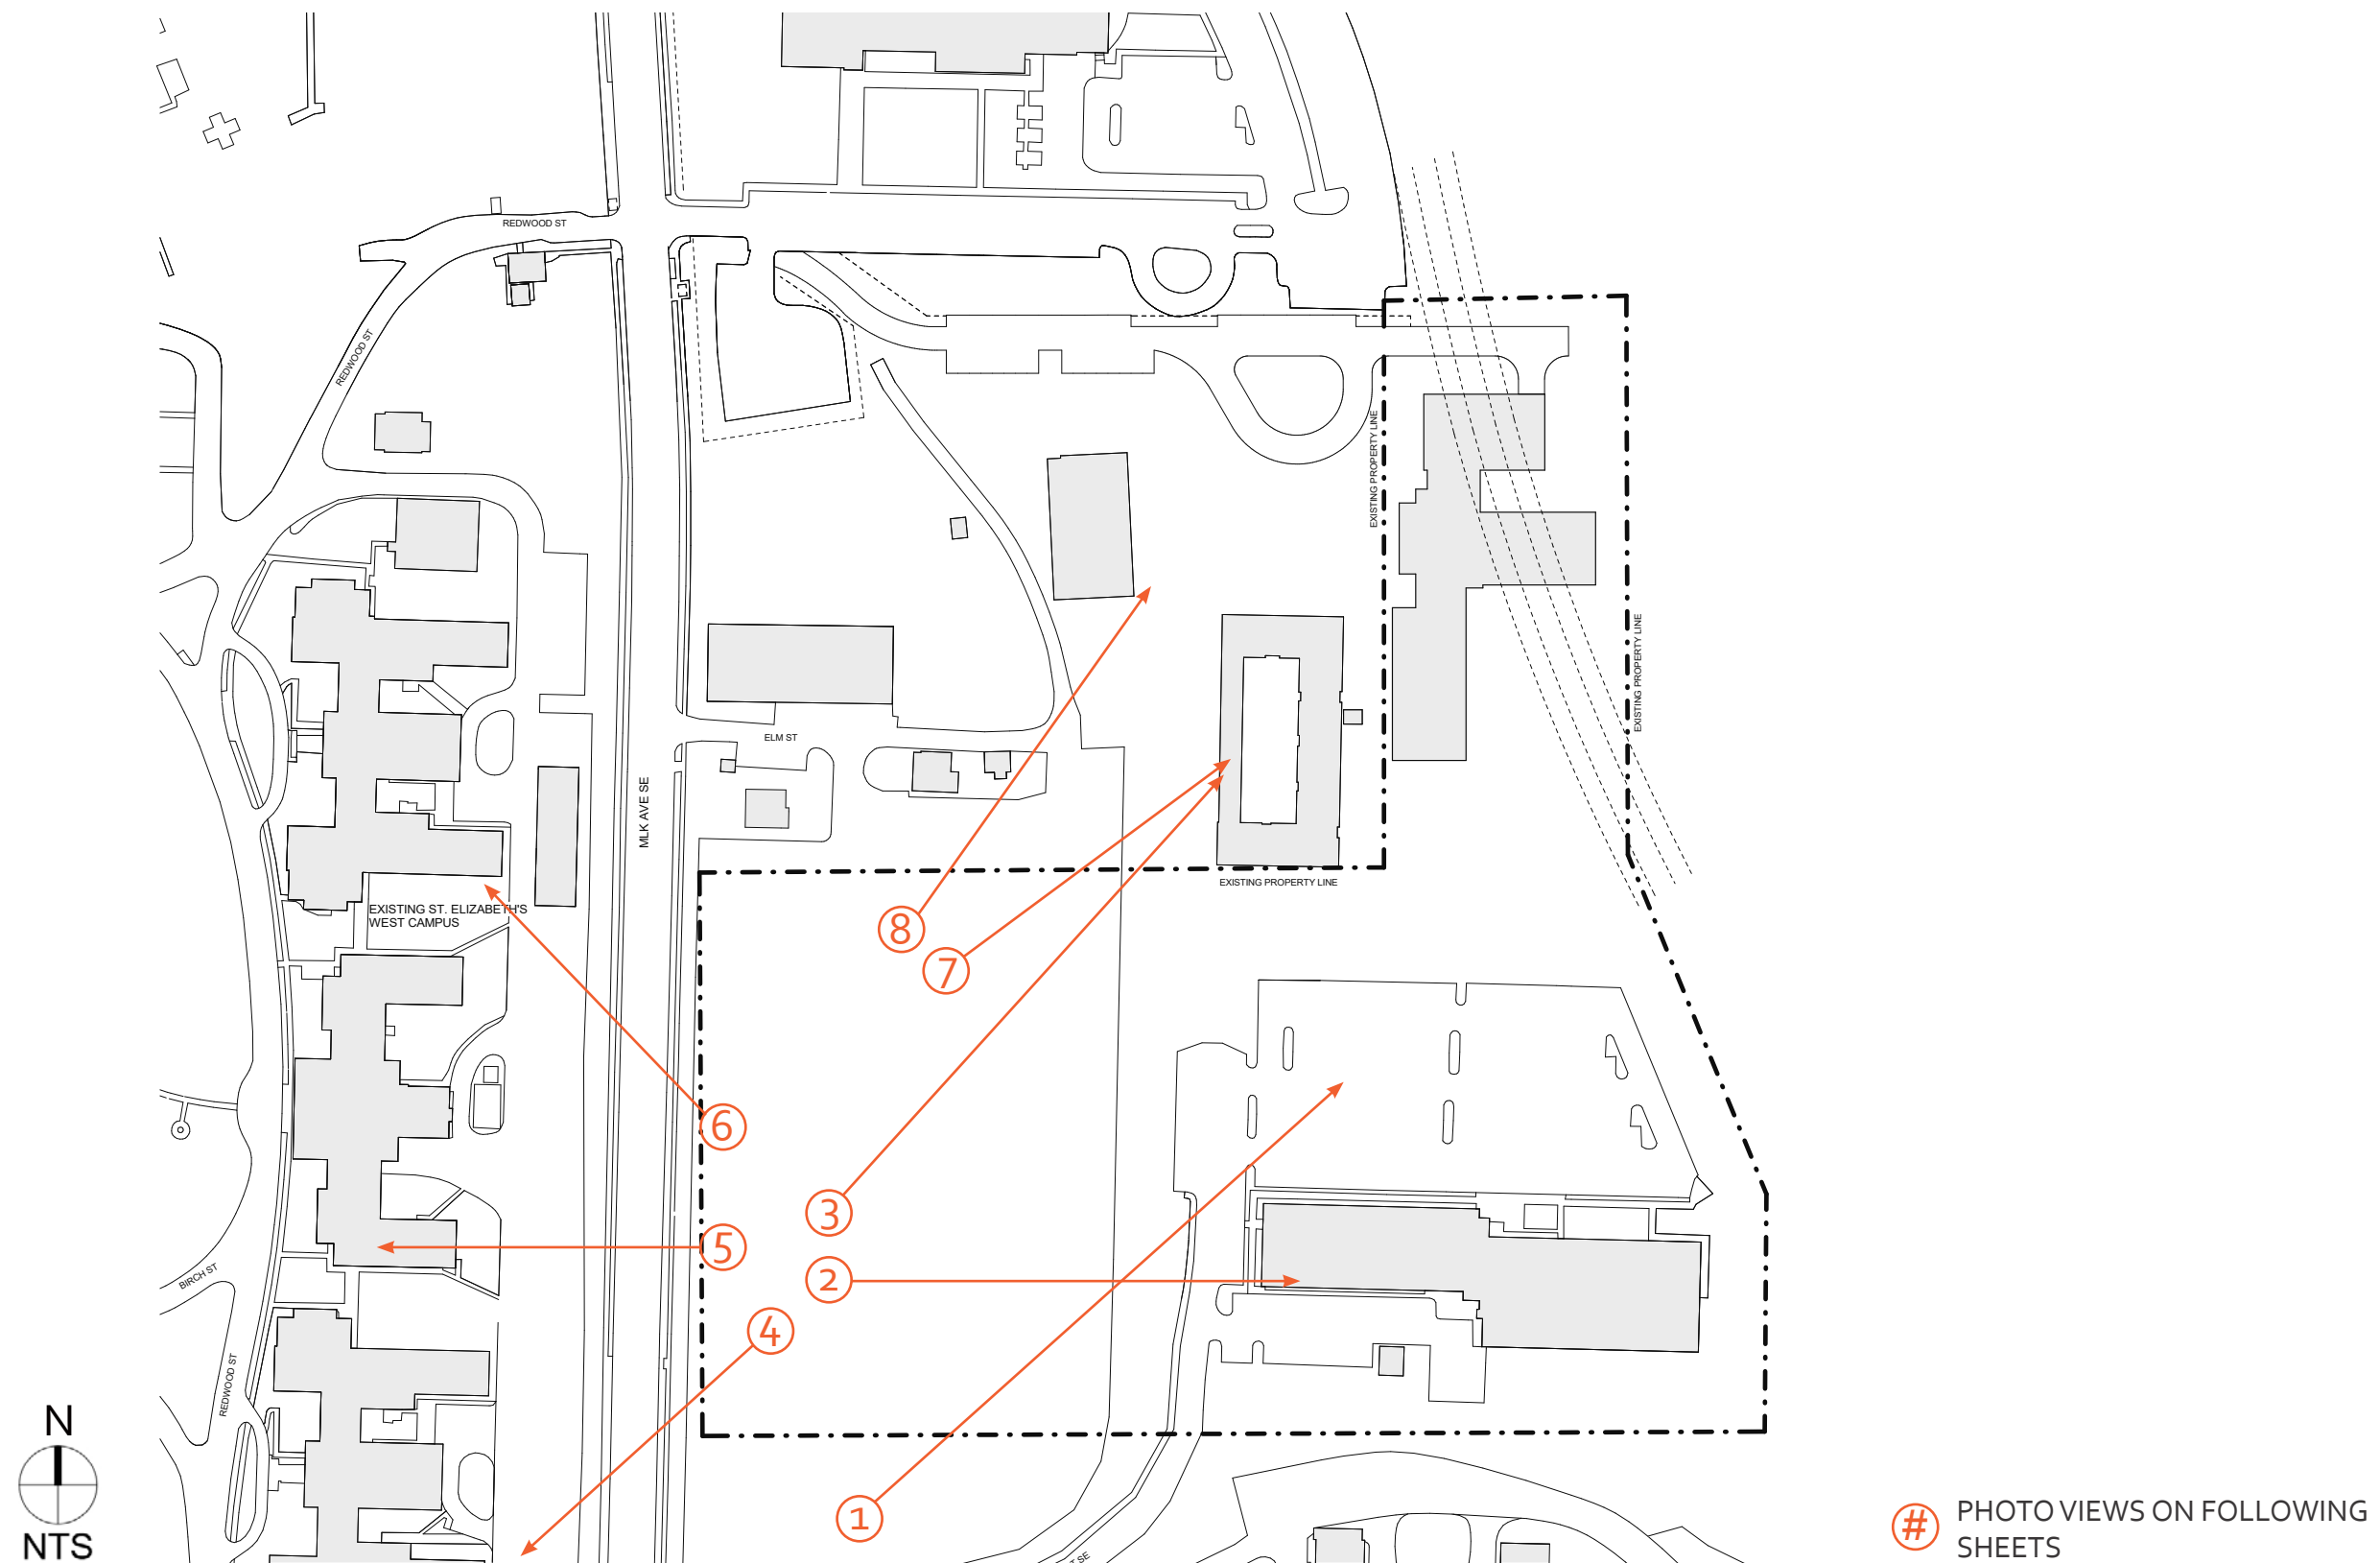 REDWOOD ST
REDWOOD ST
EXISTING PROPERTY LINE
EXISTING PROPERTY LINE
ELM ST
MLK AVE SE
EXISTING PROPERTY LINE
EXISTING ST. ELIZABETH'S
WEST CAMPUS
8
7
6
3
5
2
4
1
BIRCH ST
REDWOOD ST
N
NTS
SE
# PHOTO VIEWS ON FOLLOWING
SHEETS